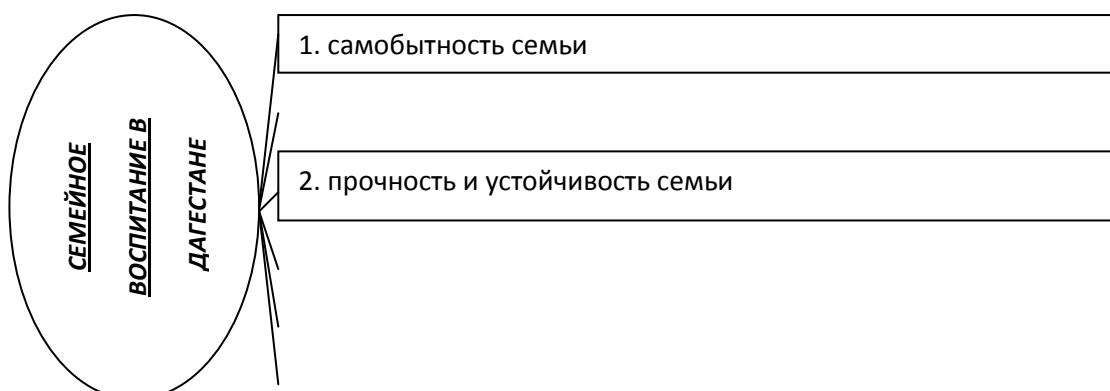 СЕМЕЙНОЕ
ВОСПИТАНИЕ В
ДАГЕСТАНЕ
1. самобытность семьи
2. прочность и устойчивость семьи